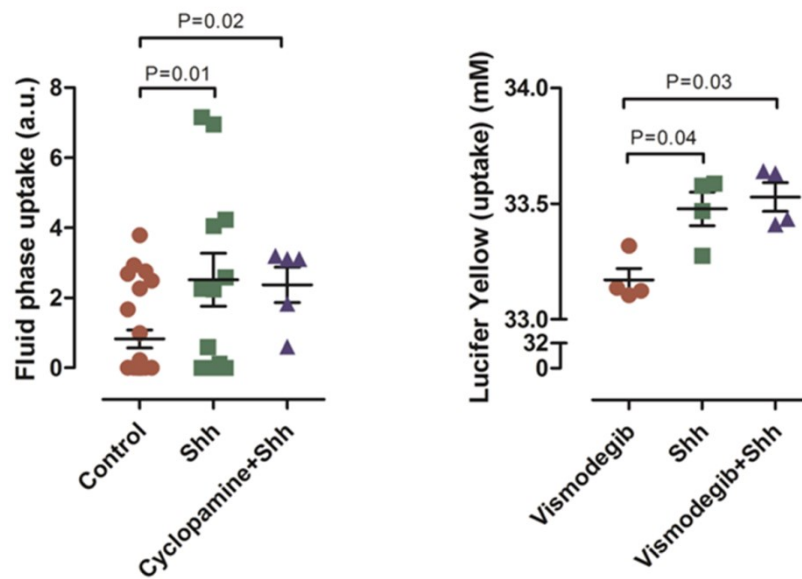 P=0.02
P=0.01
Fluid phase uptake (a.u.)
8
6
4
2
0
Control
Shh
Cyclopamine+Shh
P=0.03
P=0.04
Lucifer Yellow (uptake) (mM)
34.0
33.5
33.0
32
0
Vismodegib
Shh
Vismodegib+Shh